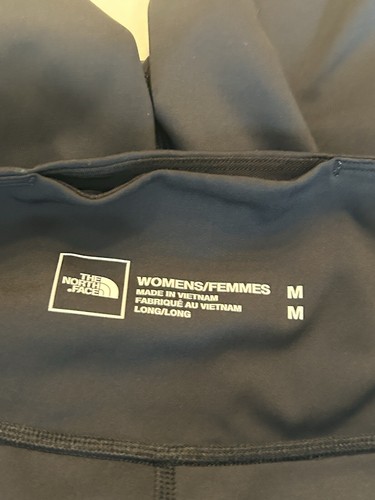 THE
NORTH
FACE
WOMENS/FEMMES M
MADE IN VIETNAM
FABRIQUÉ AU VIETNAM M
LONG/LONG